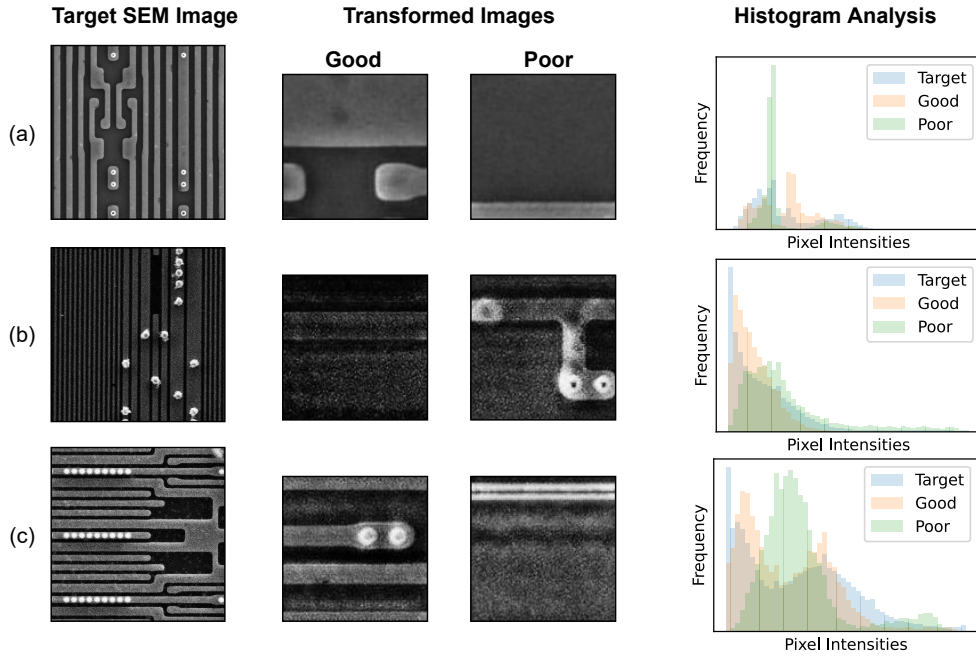 Target SEM Image
Transformed Images
Histogram Analysis
Good
Poor
(a)
Frequency
Target
Good
Poor
Pixel Intensities
(b)
Frequency
Target
Good
Poor
Pixel Intensities
(c)
Frequency
Target
Good
Poor
Pixel Intensities